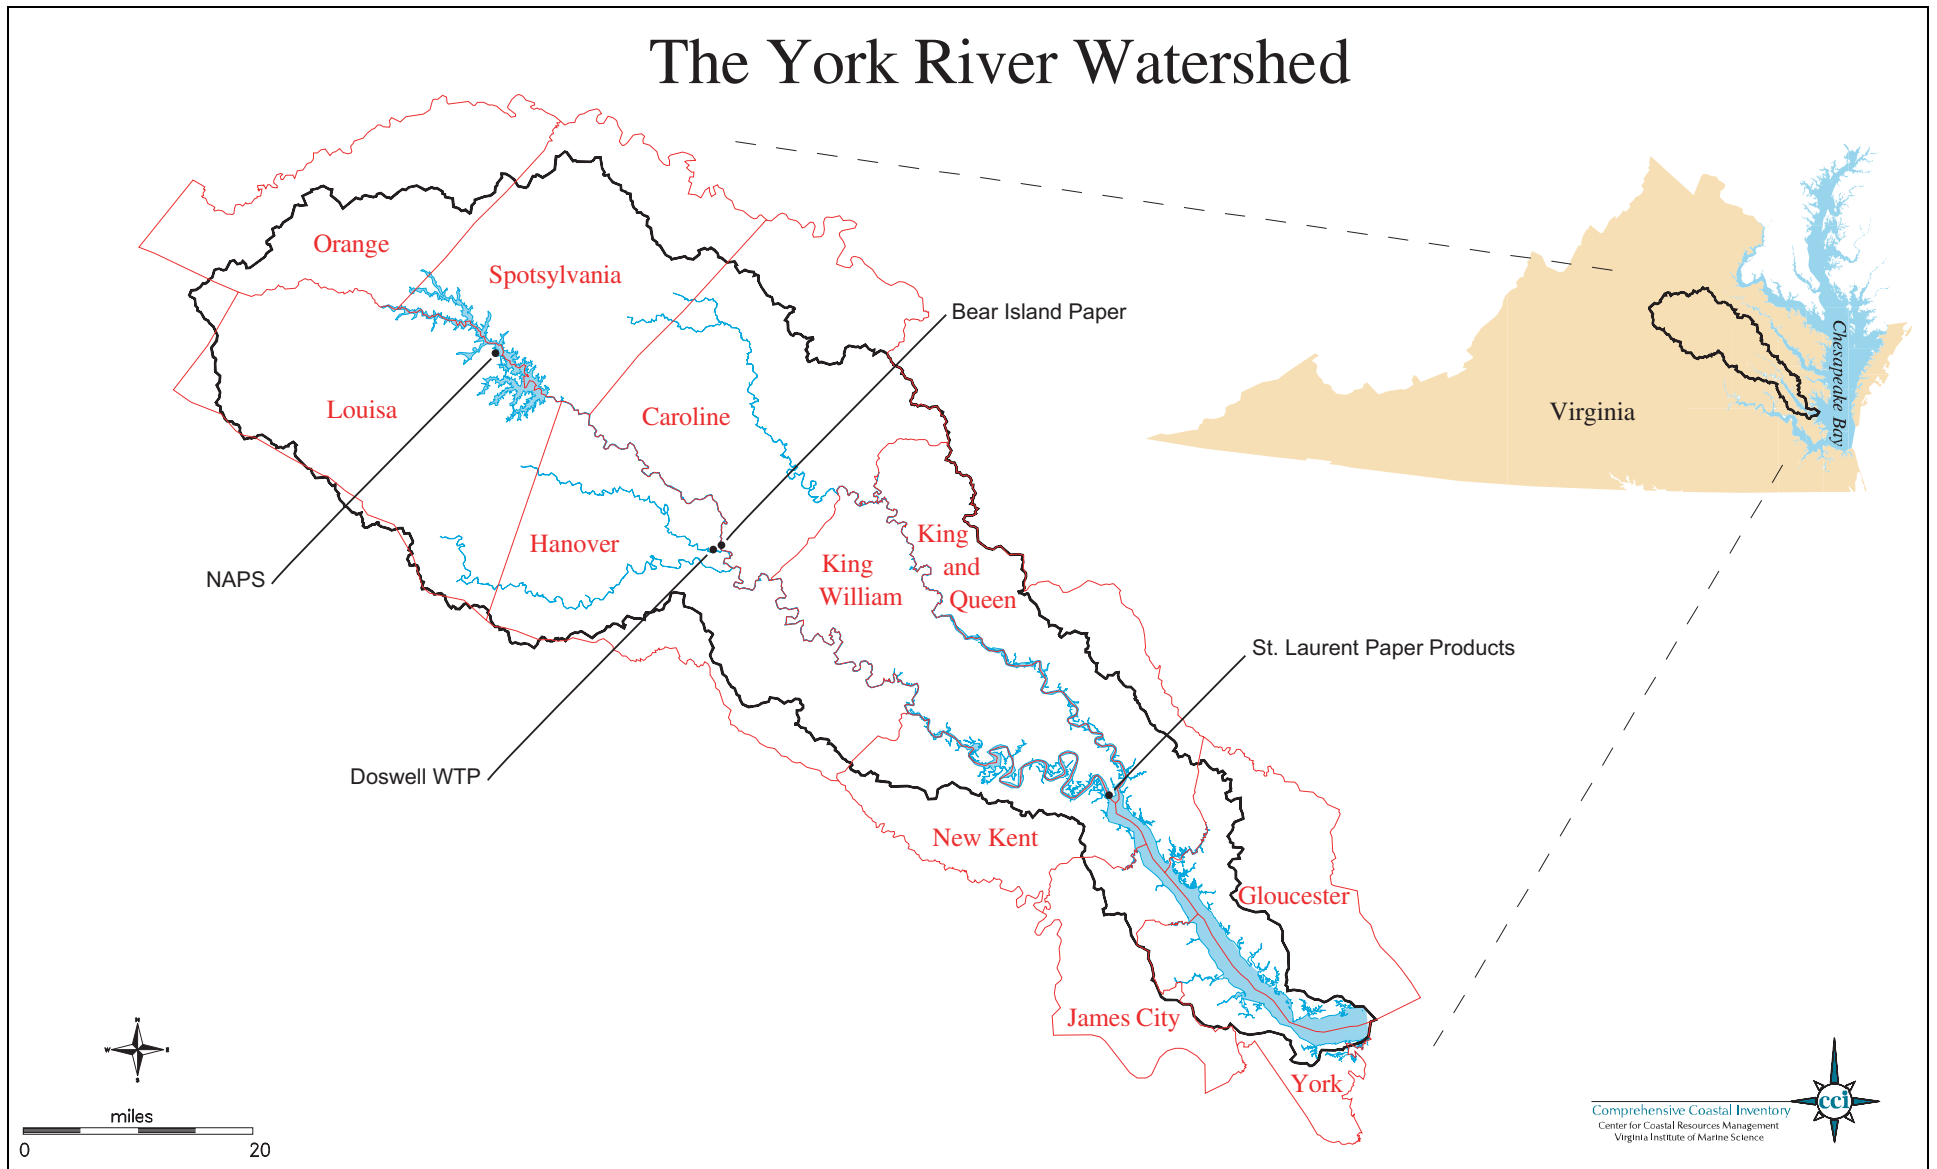 The York River Watershed
Orange
Spotsylvania
Bear Island Paper
Chesapeake Bay
Louisa
Caroline
Virginia
Hanover
King
and
Queen
King
William
NAPS
St. Laurent Paper Products
Doswell WTP
New Kent
Gloucester
James City
York
N
W
E
S
miles
0
20
cci
Comprehensive Coastal Inventory
Center for Coastal Resources Management
Virginia Institute of Marine Science